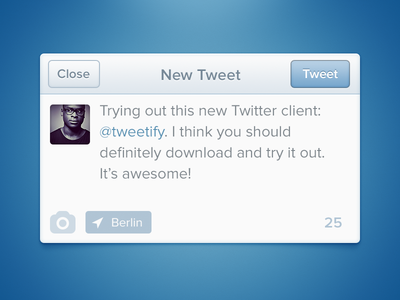 Close
New Tweet
Tweet
Trying out this new Twitter client:
@tweetify. I think you should
definitely download and try it out.
It's awesome!
Berlin
25